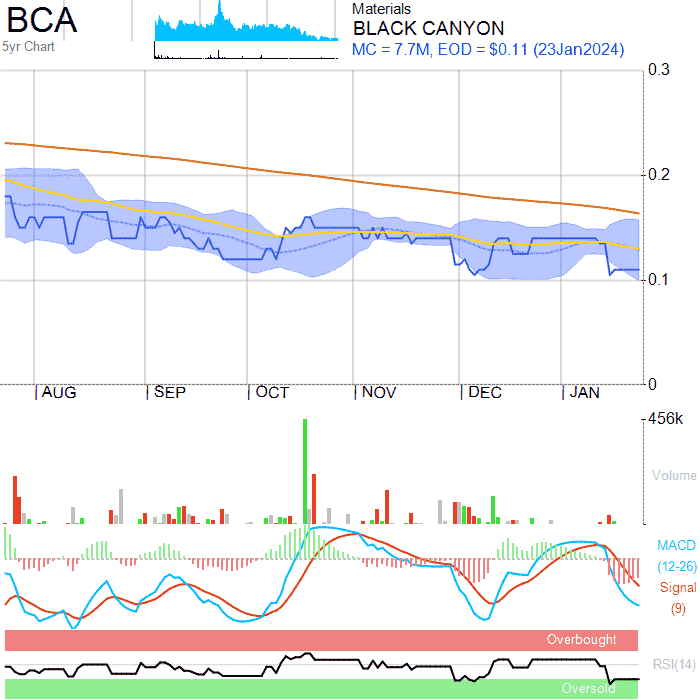 BCA
5yr Chart
Materials
BLACK CANYON
MC = 7.7M, EOD = $0.11 (23Jan2024)
0.3
0.2
0.1
0
AUG SEP OCT NOV DEC JAN
456k
Volume
MACD
(12-26)
Signal
(9)
Overbought
RSI(14)
Oversold